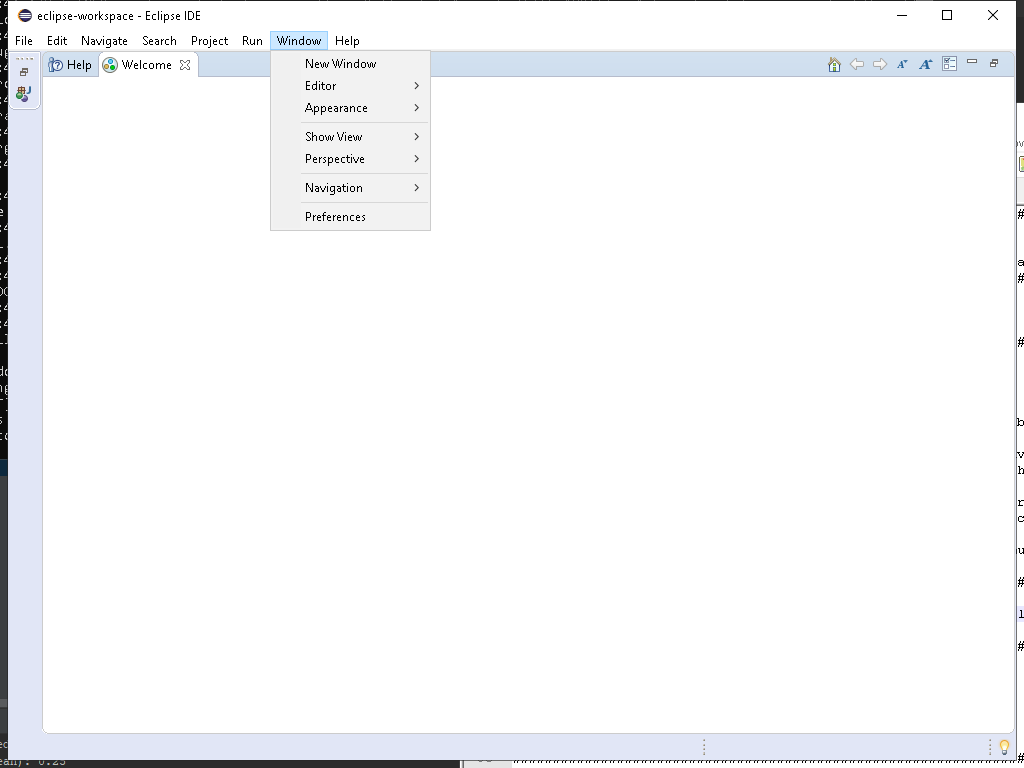 eclipse-workspace - Eclipse IDE
File Edit Navigate Search Project Run Window Help
Help Welcome
New Window
Editor
Appearance
Show View
Perspective
Navigation
Preferences